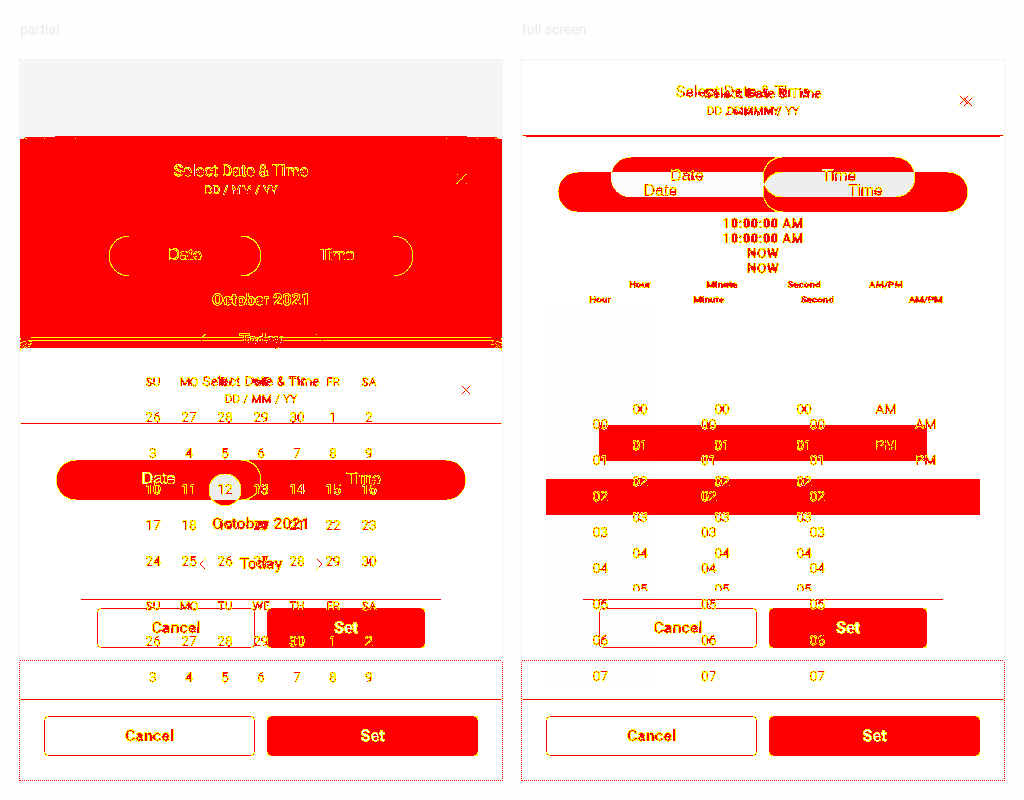 partial
full screen
Select Date & Time
DD / MM / YY
Date Time
October 2021
Today
SU MO FR SA
Select Date & Time
DD / MM / YY
26 27 28 29 30 1 2
3 4 5 6 7 8 9
Date Time
10 11 12 13 14 15 16
17 18 22 23
October 2021
24 25 26 28 29 30
Today
SU MO TU WE TH FR SA
Cancel Set
26 27 28 29 30 1 2
3 4 5 6 7 8 9
Cancel Set
Select Date & Time
DD / MM / YY
Date Time
Date Time
10:00:00 AM
10:00:00 AM
NOW
NOW
Hour Minute Second AM/PM
Hour Minute Second AM/PM
00 00 00 AM
00 00 00 AM
01 01 01 PM
01 01 01 PM
02 02 02
02 02 02
03 03 03
03 03 03
04 04 04
04 04 04
05 05 05
05 05 05
Cancel Set
06 06 06
07 07 07
Cancel Set